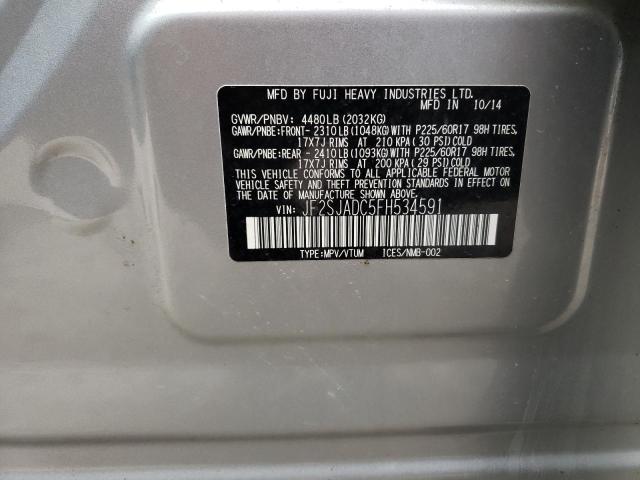 MFD BY FUJI HEAVY INDUSTRIES LTD.
MFD IN 10/14
GVWR/PNBV: 4480LB (2032KG)
GAWR/PNBE:FRONT- 2310LB (1048KG) WITH P225/60R17 98H TIRES,
17X7J RIMS AT 210 KPA (30 PSI) COLD
GAWR/PNBE:REAR - 2410LB (1093KG) WITH P225/60R17 98H TIRES,
17X7J RIMS AT 200 KPA (29 PSI) COLD
THIS VEHICLE CONFORMS TO ALL APPLICABLE FEDERAL MOTOR
VEHICLE SAFETY AND THEFT PREVENTION STANDARDS IN EFFECT ON
THE DATE OF MANUFACTURE SHOWN ABOVE.
VIN: JF2SJADC5FH534591
TYPE:MPV/VTUM ICES/NMB-002